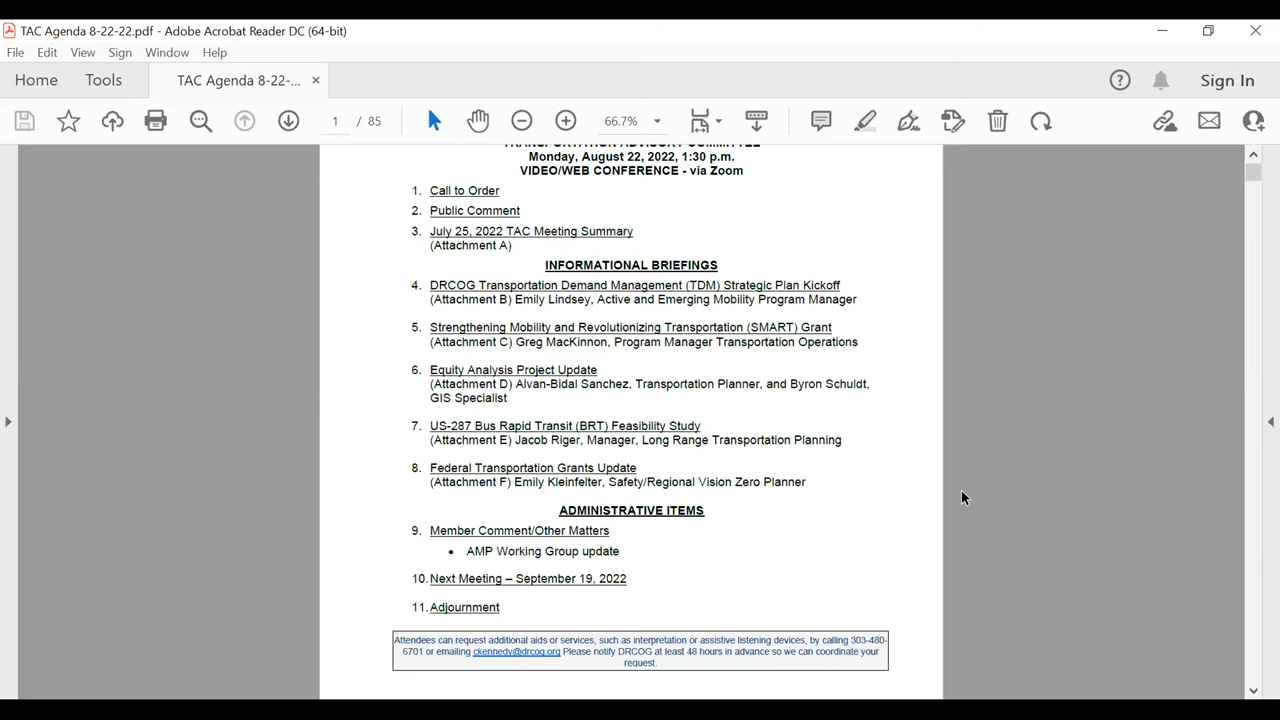 TAC Agenda 8-22-22.pdf - Adobe Acrobat Reader DC (64-bit)
File Edit View Sign Window Help
Home Tools TAC Agenda 8-22-... × Sign In
1 / 85 66.7%
TRANSPORTATION ADVISORY COMMITTEE
Monday, August 22, 2022, 1:30 p.m.
VIDEO/WEB CONFERENCE - via Zoom
1. Call to Order
2. Public Comment
3. July 25, 2022 TAC Meeting Summary
(Attachment A)
INFORMATIONAL BRIEFINGS
4. DRCOG Transportation Demand Management (TDM) Strategic Plan Kickoff
(Attachment B) Emily Lindsey, Active and Emerging Mobility Program Manager
5. Strengthening Mobility and Revolutionizing Transportation (SMART) Grant
(Attachment C) Greg MacKinnon, Program Manager Transportation Operations
6. Equity Analysis Project Update
(Attachment D) Alvan-Bidal Sanchez, Transportation Planner, and Byron Schuldt,
GIS Specialist
7. US-287 Bus Rapid Transit (BRT) Feasibility Study
(Attachment E) Jacob Riger, Manager, Long Range Transportation Planning
8. Federal Transportation Grants Update
(Attachment F) Emily Kleinfelter, Safety/Regional Vision Zero Planner
ADMINISTRATIVE ITEMS
9. Member Comment/Other Matters
• AMP Working Group update
10. Next Meeting – September 19, 2022
11. Adjournment
Attendees can request additional aids or services, such as interpretation or assistive listening devices, by calling 303-480-
6701 or emailing ckennedy@drcog.org Please notify DRCOG at least 48 hours in advance so we can coordinate your
request.